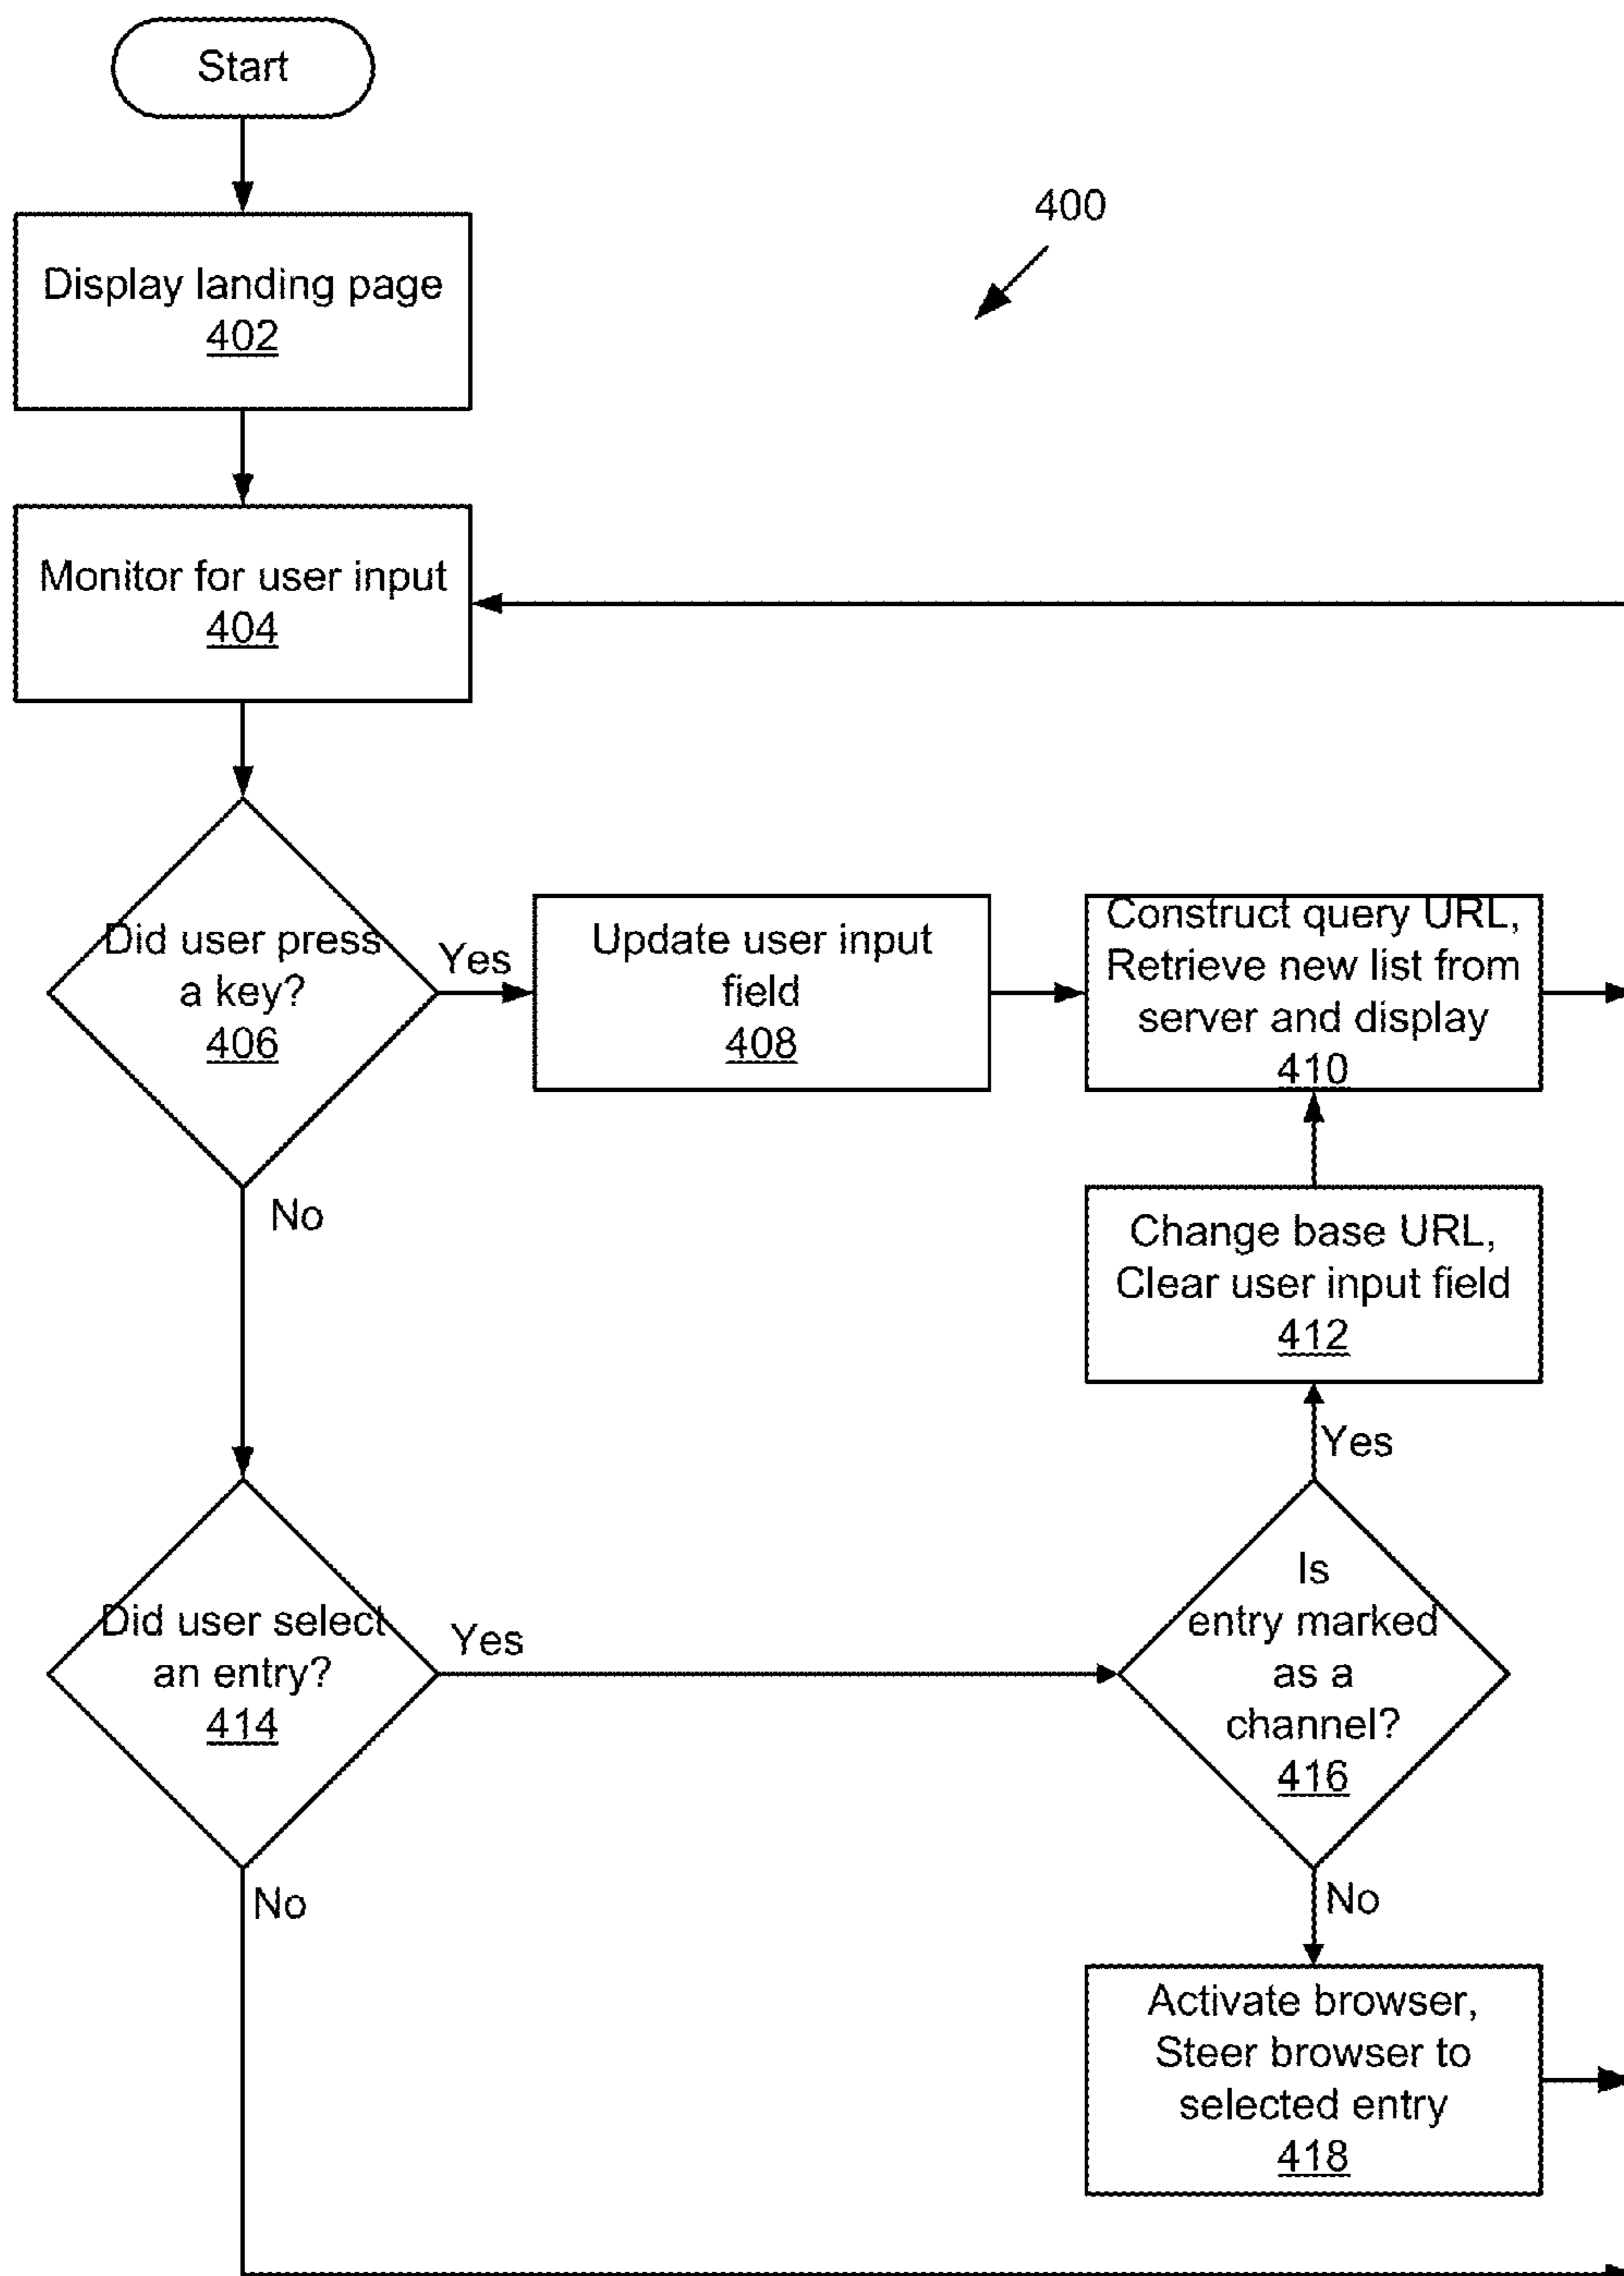 Start
400
Display landing page
402
Monitor for user input
404
Did user press
a key?
406
Yes
Update user input
field
408
Construct query URL,
Retrieve new list from
server and display
410
No
Change base URL,
Clear user input field
412
Yes
Did user select
an entry?
414
Yes
Is
entry marked
as a
channel?
416
No
No
Activate browser,
Steer browser to
selected entry
418